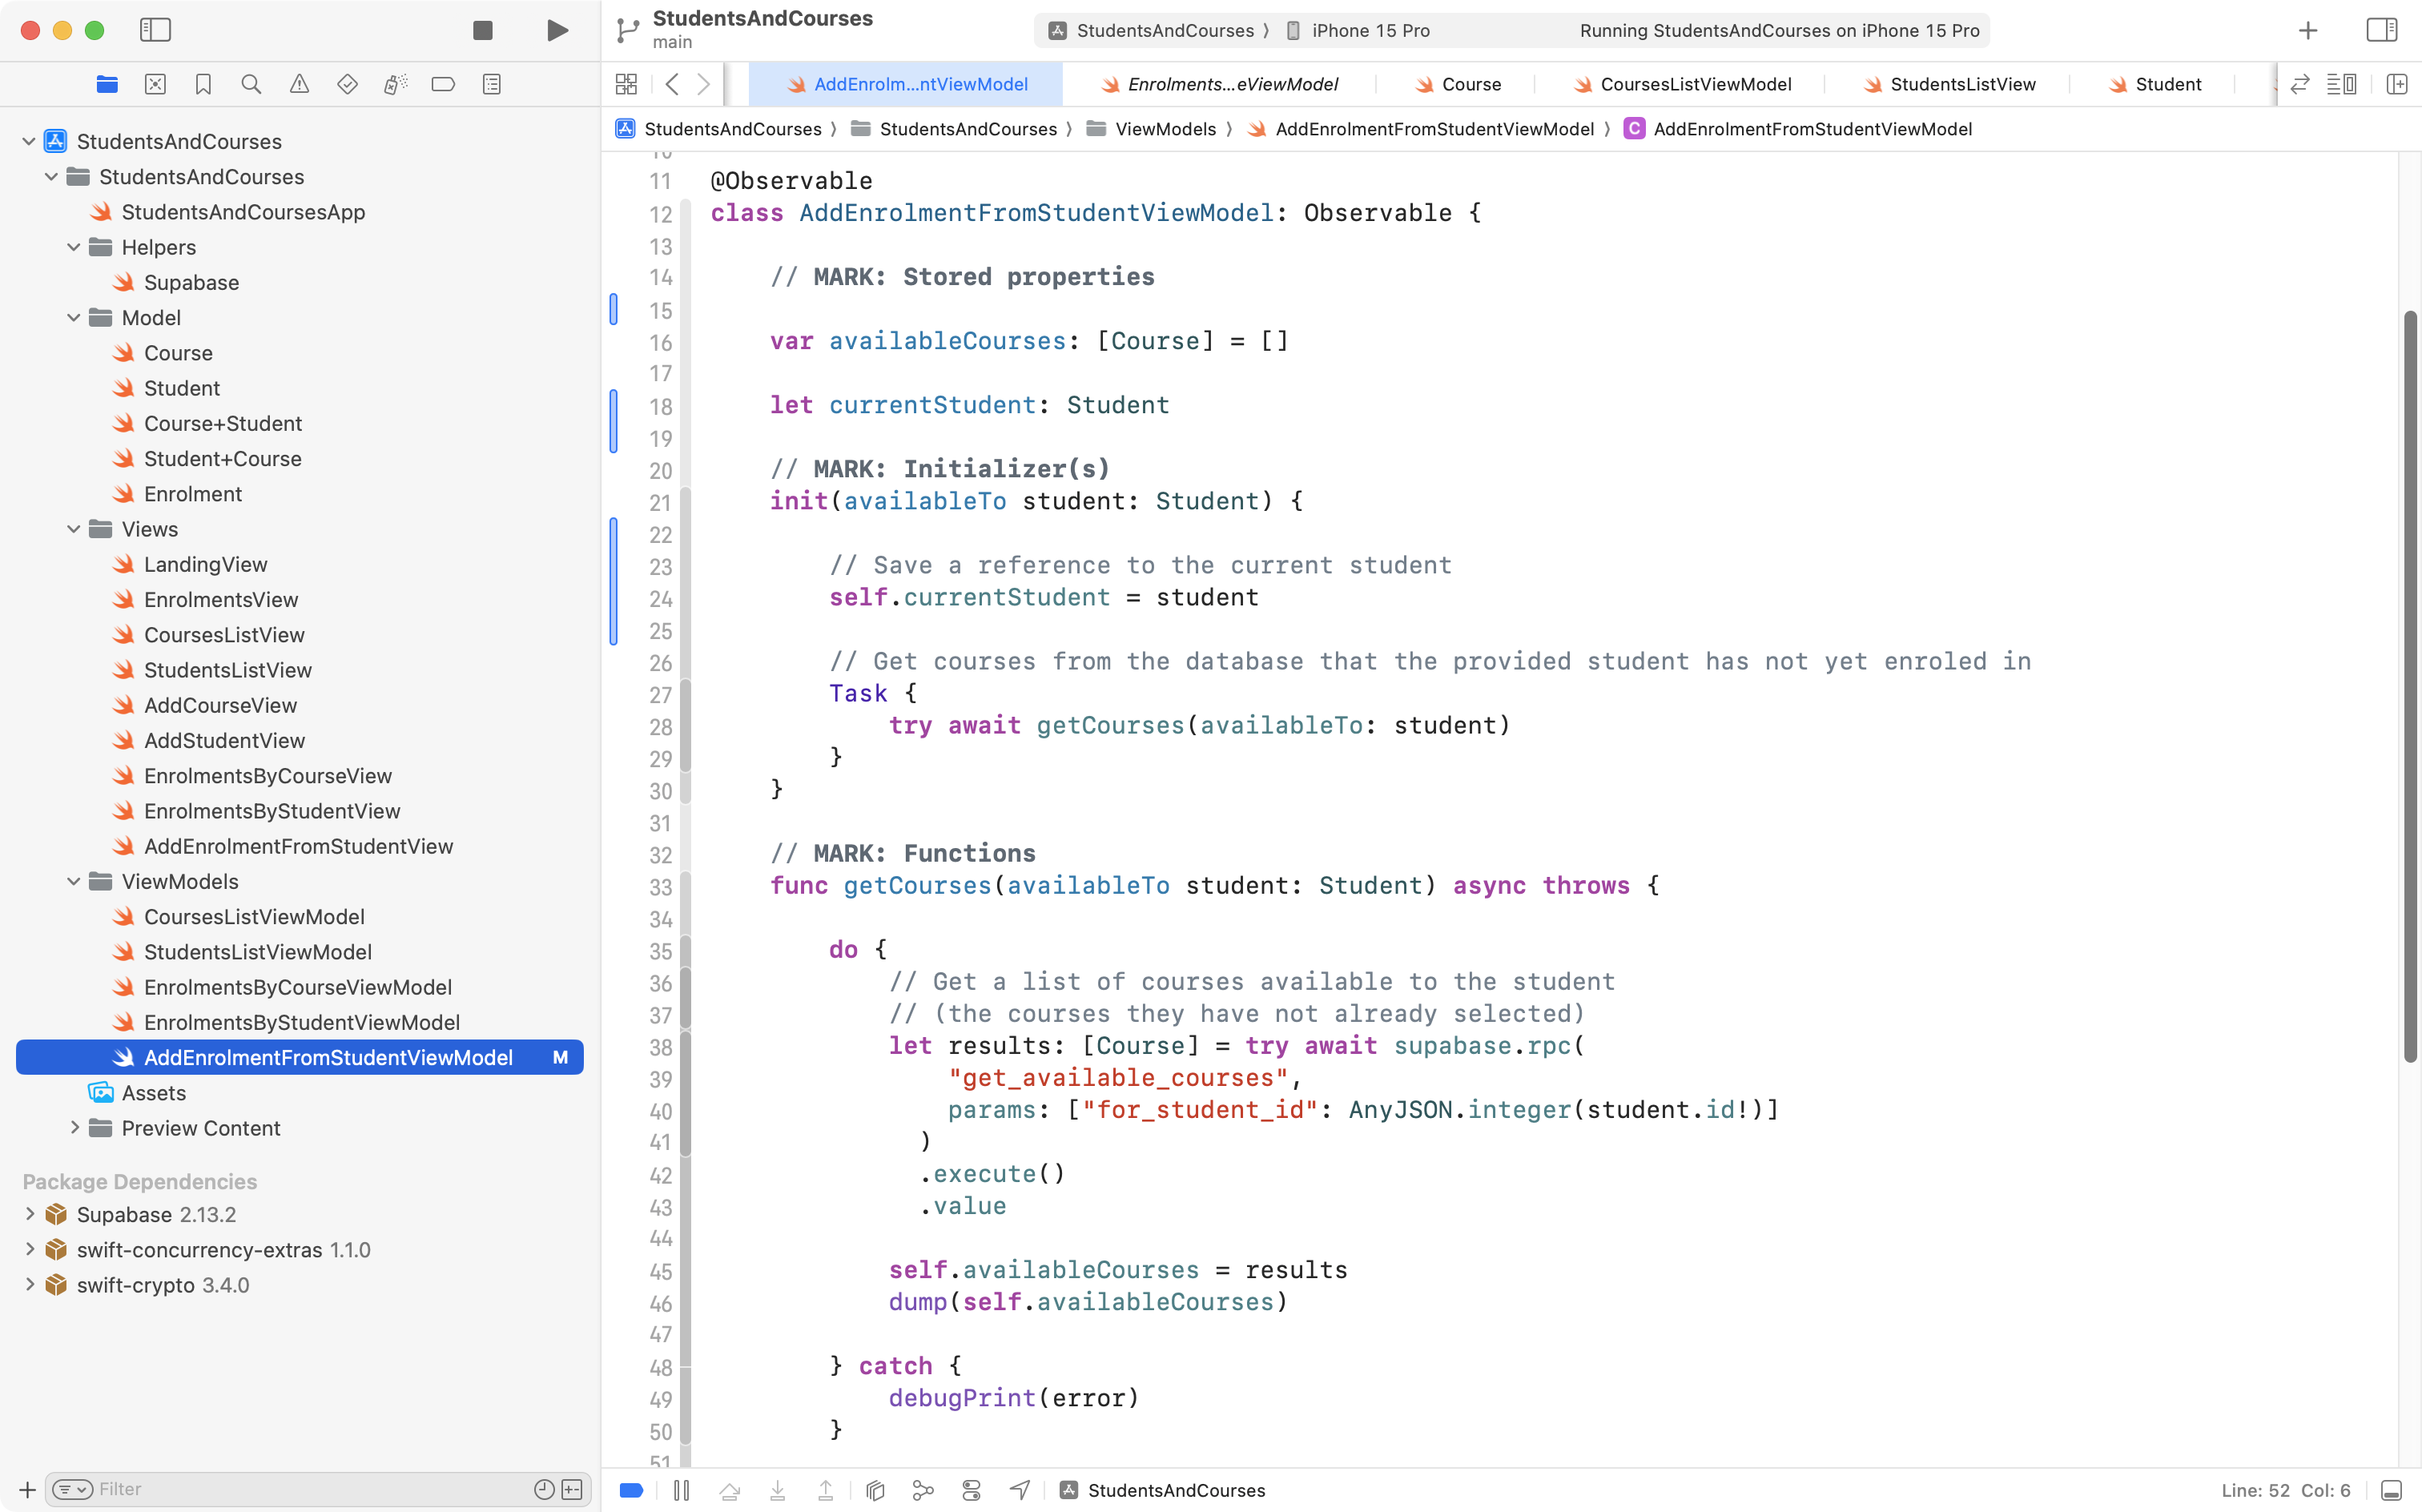 StudentsAndCourses
main
StudentsAndCourses 〉 iPhone 15 Pro
Running StudentsAndCourses on iPhone 15 Pro
AddEnrolm...ntViewModel
Enrolments...eViewModel
Course
CoursesListViewModel
StudentsListView
Student
StudentsAndCourses 〉 StudentsAndCourses 〉 ViewModels 〉 AddEnrolmentFromStudentViewModel 〉 C AddEnrolmentFromStudentViewModel
StudentsAndCourses
StudentsAndCourses
StudentsAndCoursesApp
Helpers
Supabase
Model
Course
Student
Course+Student
Student+Course
Enrolment
Views
LandingView
EnrolmentsView
CoursesListView
StudentsListView
AddCourseView
AddStudentView
EnrolmentsByCourseView
EnrolmentsByStudentView
AddEnrolmentFromStudentView
ViewModels
CoursesListViewModel
StudentsListViewModel
EnrolmentsByCourseViewModel
EnrolmentsByStudentViewModel
AddEnrolmentFromStudentViewModel M
Assets
Preview Content
Package Dependencies
Supabase 2.13.2
swift-concurrency-extras 1.1.0
swift-crypto 3.4.0
Filter
10
11 @Observable
12 class AddEnrolmentFromStudentViewModel: Observable {
13
14 // MARK: Stored properties
15
16 var availableCourses: [Course] = []
17
18 let currentStudent: Student
19
20 // MARK: Initializer(s)
21 init(availableTo student: Student) {
22
23 // Save a reference to the current student
24 self.currentStudent = student
25
26 // Get courses from the database that the provided student has not yet enroled in
27 Task {
28 try await getCourses(availableTo: student)
29 }
30 }
31
32 // MARK: Functions
33 func getCourses(availableTo student: Student) async throws {
34
35 do {
36 // Get a list of courses available to the student
37 // (the courses they have not already selected)
38 let results: [Course] = try await supabase.rpc(
39 "get_available_courses",
40 params: ["for_student_id": AnyJSON.integer(student.id!)]
41 )
42 .execute()
43 .value
44
45 self.availableCourses = results
46 dump(self.availableCourses)
47
48 } catch {
49 debugPrint(error)
50 }
51
StudentsAndCourses
Line: 52 Col: 6